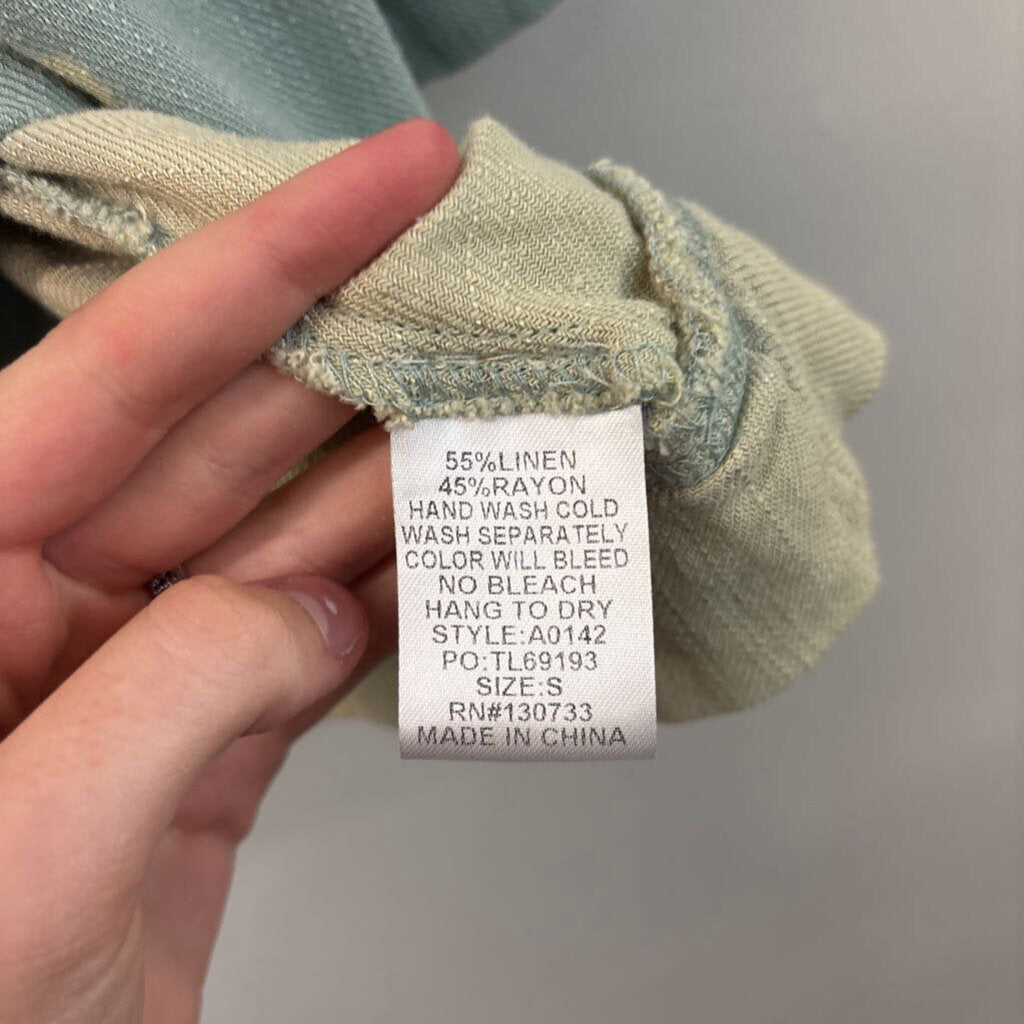 55%LINEN
45%RAYON
HAND WASH COLD
WASH SEPARATELY
COLOR WILL BLEED
NO BLEACH
HANG TO DRY
STYLE:A0142
PO:TL69193
SIZE:S
RN#130733
MADE IN CHINA